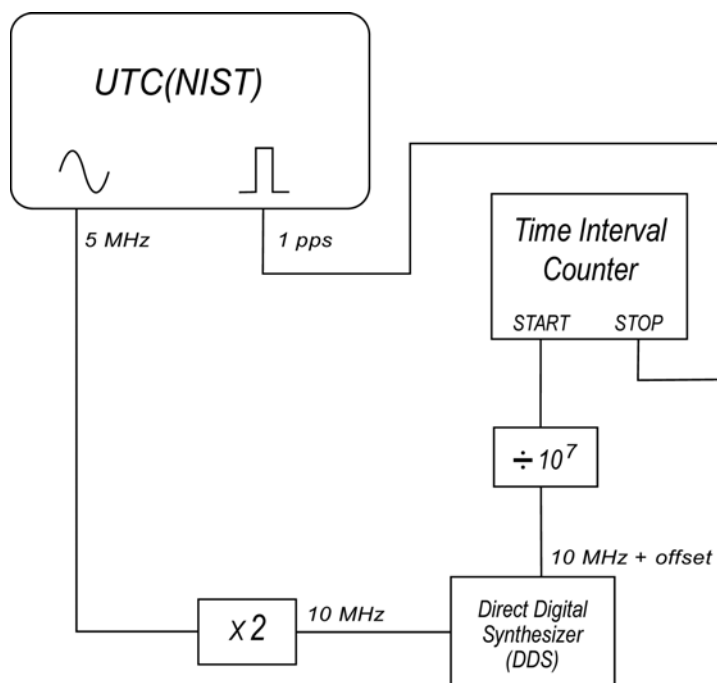 UTC(NIST)
5 MHz
1 pps
Time Interval
Counter
START
STOP
÷ 10⁷
10 MHz + offset
X 2
10 MHz
Direct Digital
Synthesizer
(DDS)